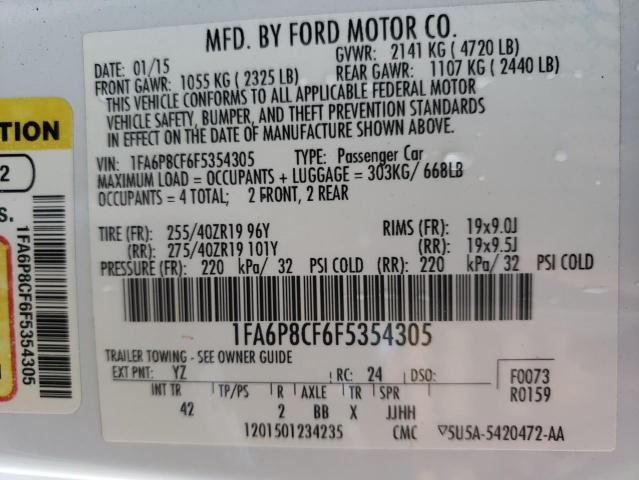 MFD. BY FORD MOTOR CO.
DATE: 01/15 GVWR: 2141 KG ( 4720 LB)
FRONT GAWR: 1055 KG ( 2325 LB) REAR GAWR: 1107 KG ( 2440 LB)
THIS VEHICLE CONFORMS TO ALL APPLICABLE FEDERAL MOTOR
VEHICLE SAFETY, BUMPER, AND THEFT PREVENTION STANDARDS
IN EFFECT ON THE DATE OF MANUFACTURE SHOWN ABOVE.
VIN: 1FA6P8CF6F5354305 TYPE: Passenger Car
MAXIMUM LOAD = OCCUPANTS + LUGGAGE = 303KG/ 668LB
OCCUPANTS = 4 TOTAL; 2 FRONT, 2 REAR
TIRE (FR): 255/40ZR19 96Y RIMS (FR): 19x9.0J
(RR): 275/40ZR19 101Y (RR): 19x9.5J
PRESSURE (FR): 220 kPa/ 32 PSI COLD (RR): 220 kPa/ 32 PSI COLD
1FA6P8CF6F5354305
TRAILER TOWING - SEE OWNER GUIDE
EXT PNT: YZ RC: 24 DSO: F0073
R0159
INT TR TP/PS R AXLE TR SPR
42 2 BB X JJHH
1201501234235 CMC ▽5U5A-5420472-AA
TION
2
S.
1FA6P8CF6F5354305